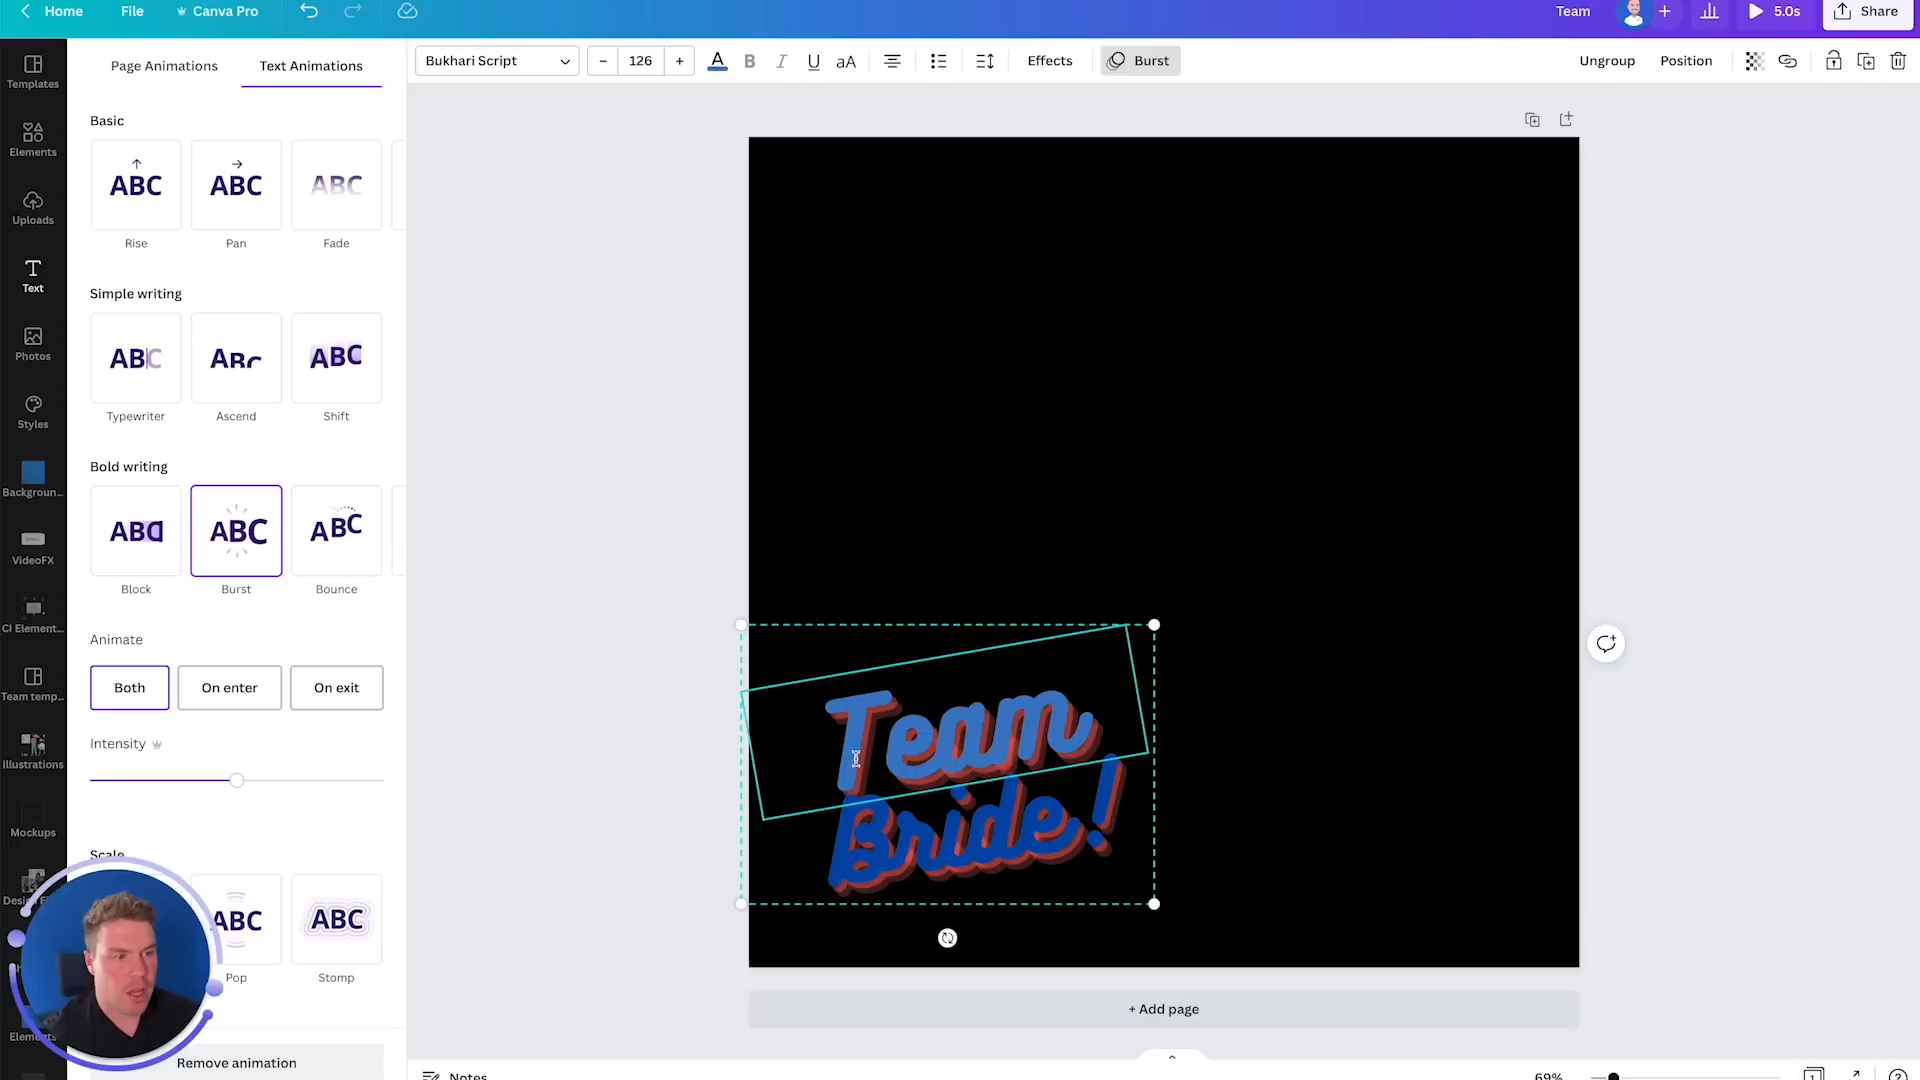 Home File Canva Pro Team 5.0s Share
Bukhari Script 126 A B I U aA Effects Burst Ungroup Position
Page Animations Text Animations
Templates
Elements
Uploads
Text
Photos
Styles
Backgroun...
VideoFX
CI Element...
Team temp...
Illustrations
Mockups
Elements
Basic
ABC ABC ABC
Rise Pan Fade
Simple writing
ABC ABC ABC
Typewriter Ascend Shift
Bold writing
ABC ABC ABC
Block Burst Bounce
Animate
Both On enter On exit
Intensity
Scale
ABC ABC
Pop Stomp
Remove animation
Team
Bride!
+ Add page
Notes 69% 1